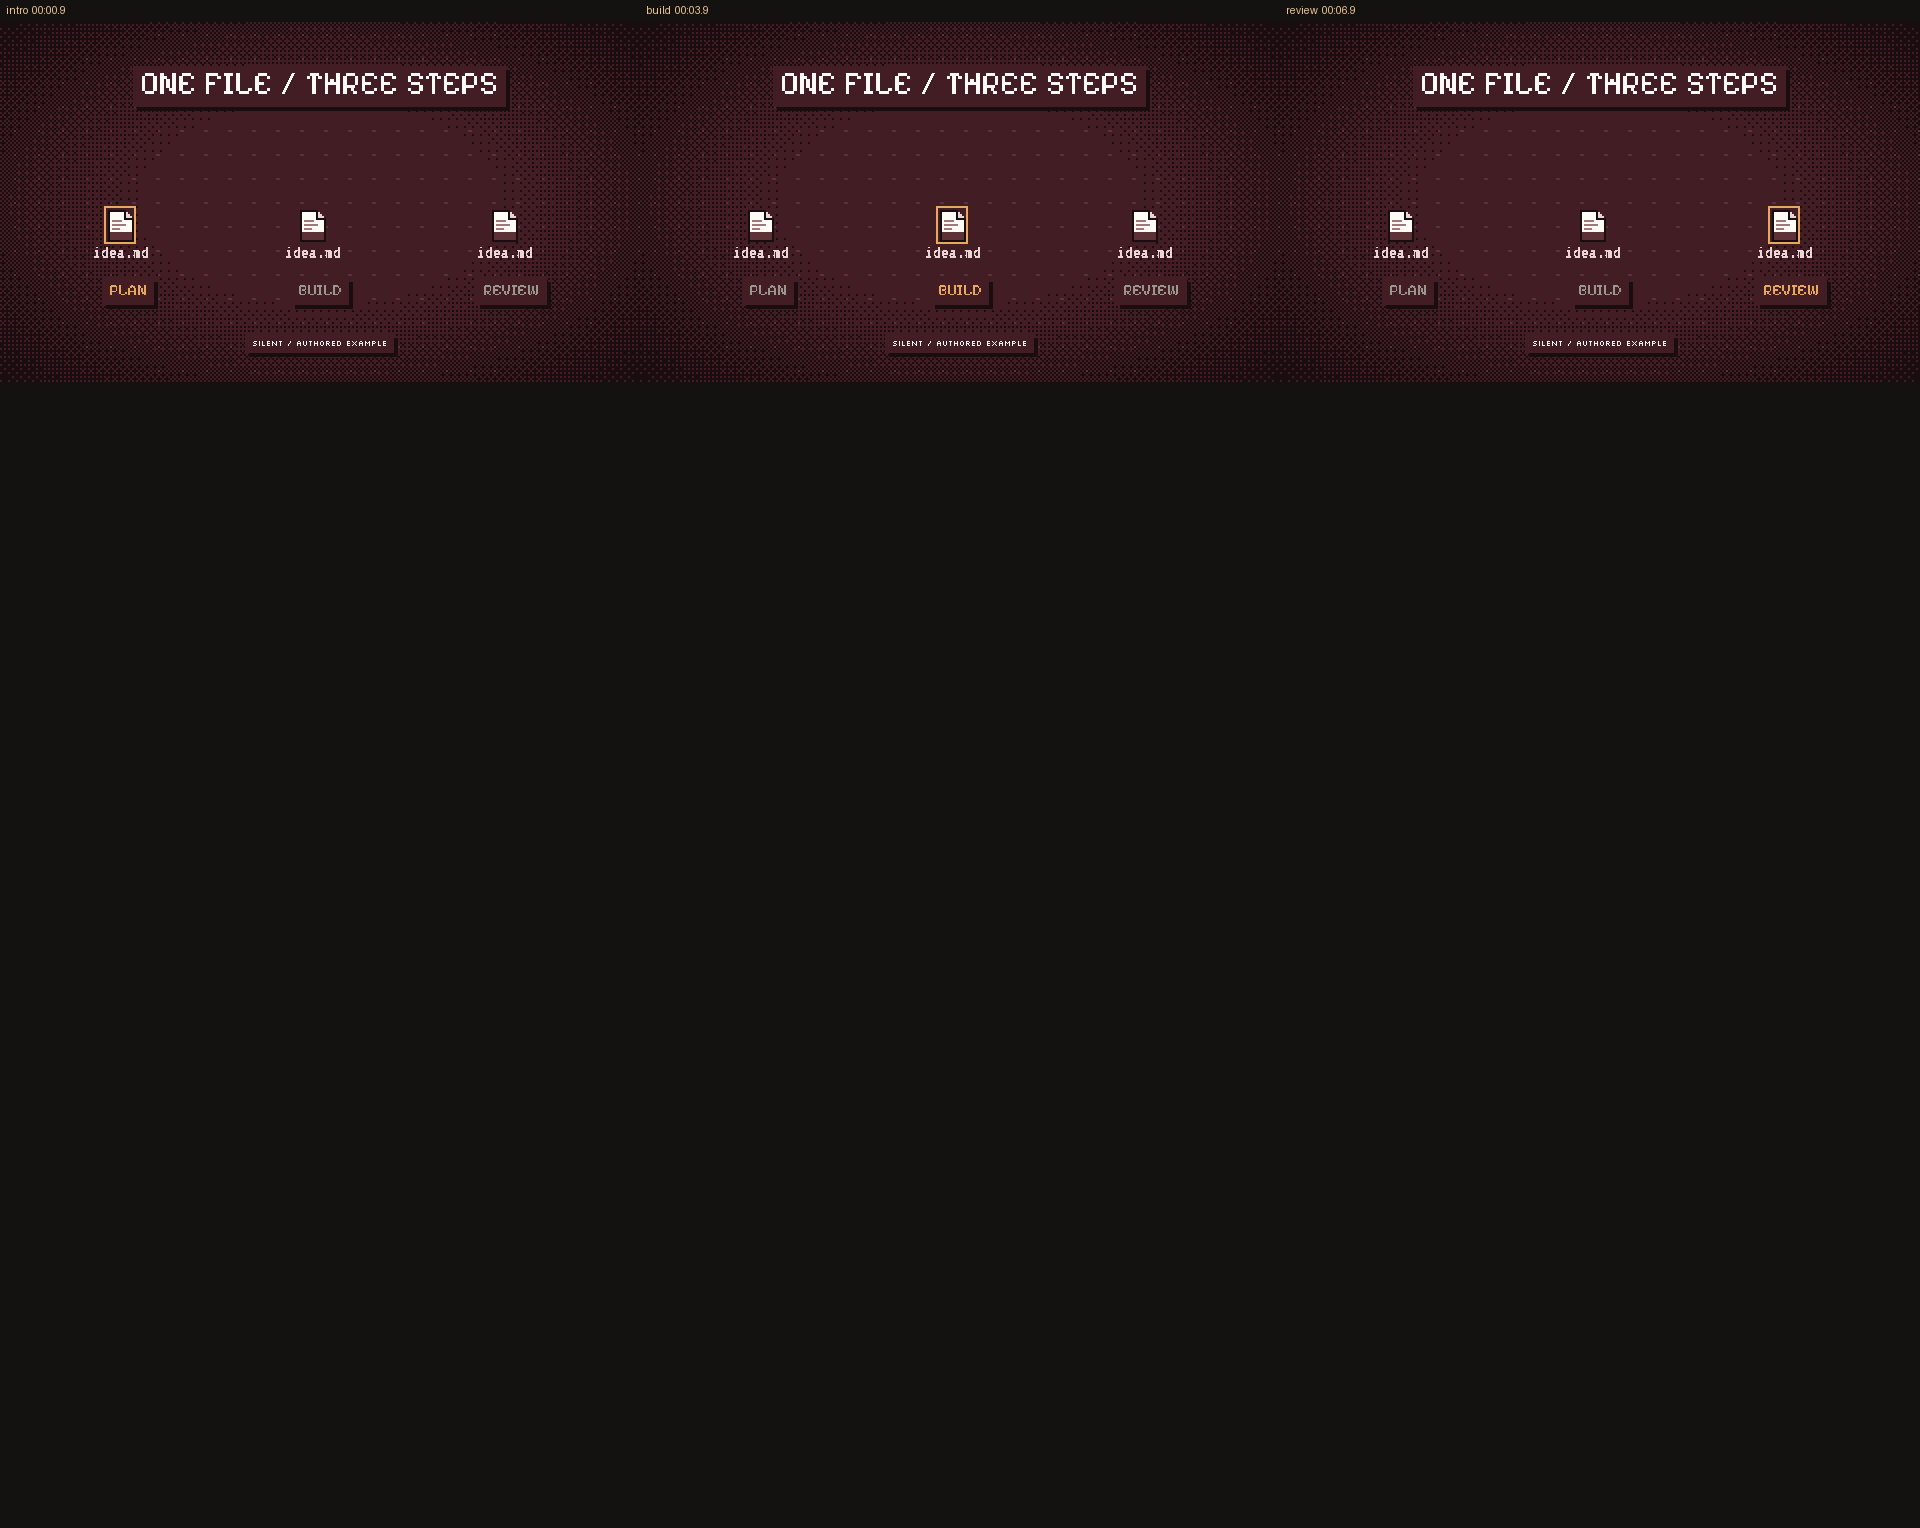 intro 00:00.9
ONE FILE / THREE STEPS
idea.md idea.md idea.md
PLAN BUILD REVIEW
SILENT / AUTHORED EXAMPLE
build 00:03.9
ONE FILE / THREE STEPS
idea.md idea.md idea.md
PLAN BUILD REVIEW
SILENT / AUTHORED EXAMPLE
review 00:06.9
ONE FILE / THREE STEPS
idea.md idea.md idea.md
PLAN BUILD REVIEW
SILENT / AUTHORED EXAMPLE